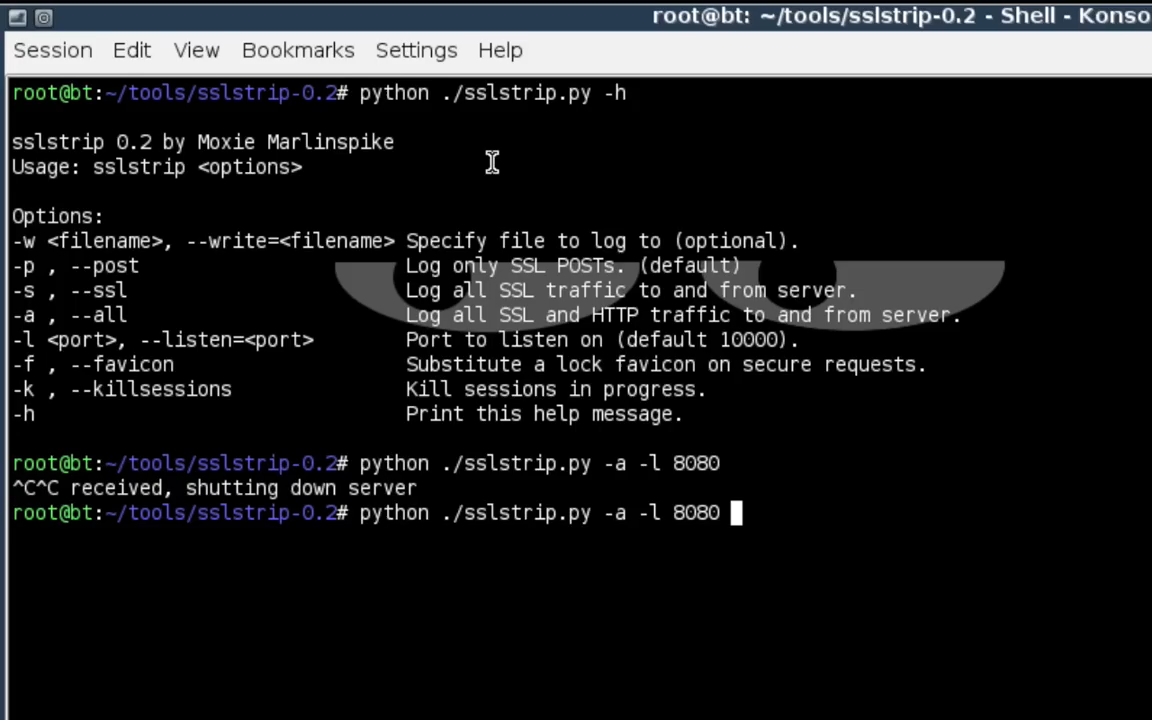 root@bt: ~/tools/sslstrip-0.2 - Shell - Konso
Session Edit View Bookmarks Settings Help
root@bt:~/tools/sslstrip-0.2# python ./sslstrip.py -h
sslstrip 0.2 by Moxie Marlinspike
Usage: sslstrip <options>
Options:
-w <filename>, --write=<filename> Specify file to log to (optional).
-p , --post Log only SSL POSTs. (default)
-s , --ssl Log all SSL traffic to and from server.
-a , --all Log all SSL and HTTP traffic to and from server.
-l <port>, --listen=<port> Port to listen on (default 10000).
-f , --favicon Substitute a lock favicon on secure requests.
-k , --killsessions Kill sessions in progress.
-h Print this help message.
root@bt:~/tools/sslstrip-0.2# python ./sslstrip.py -a -l 8080
^C^C received, shutting down server
root@bt:~/tools/sslstrip-0.2# python ./sslstrip.py -a -l 8080